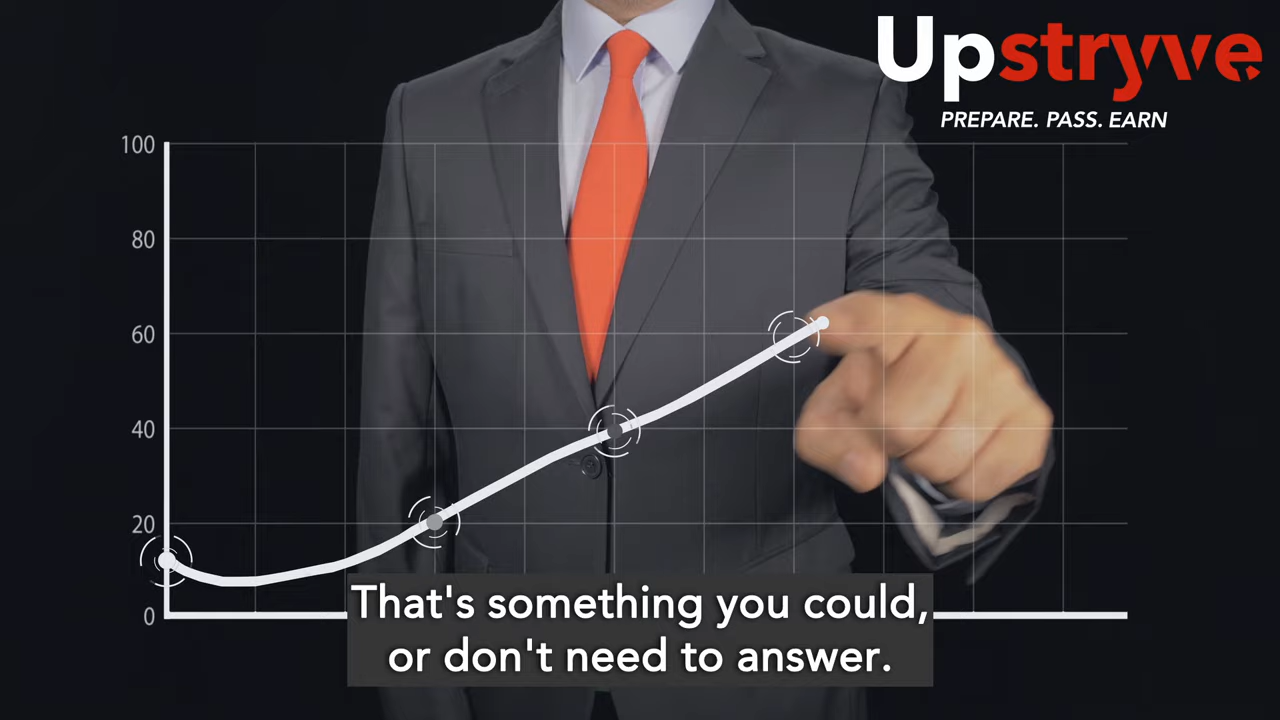 Upstryve
PREPARE. PASS. EARN
100
80
60
40
20
0
That's something you could,
or don't need to answer.